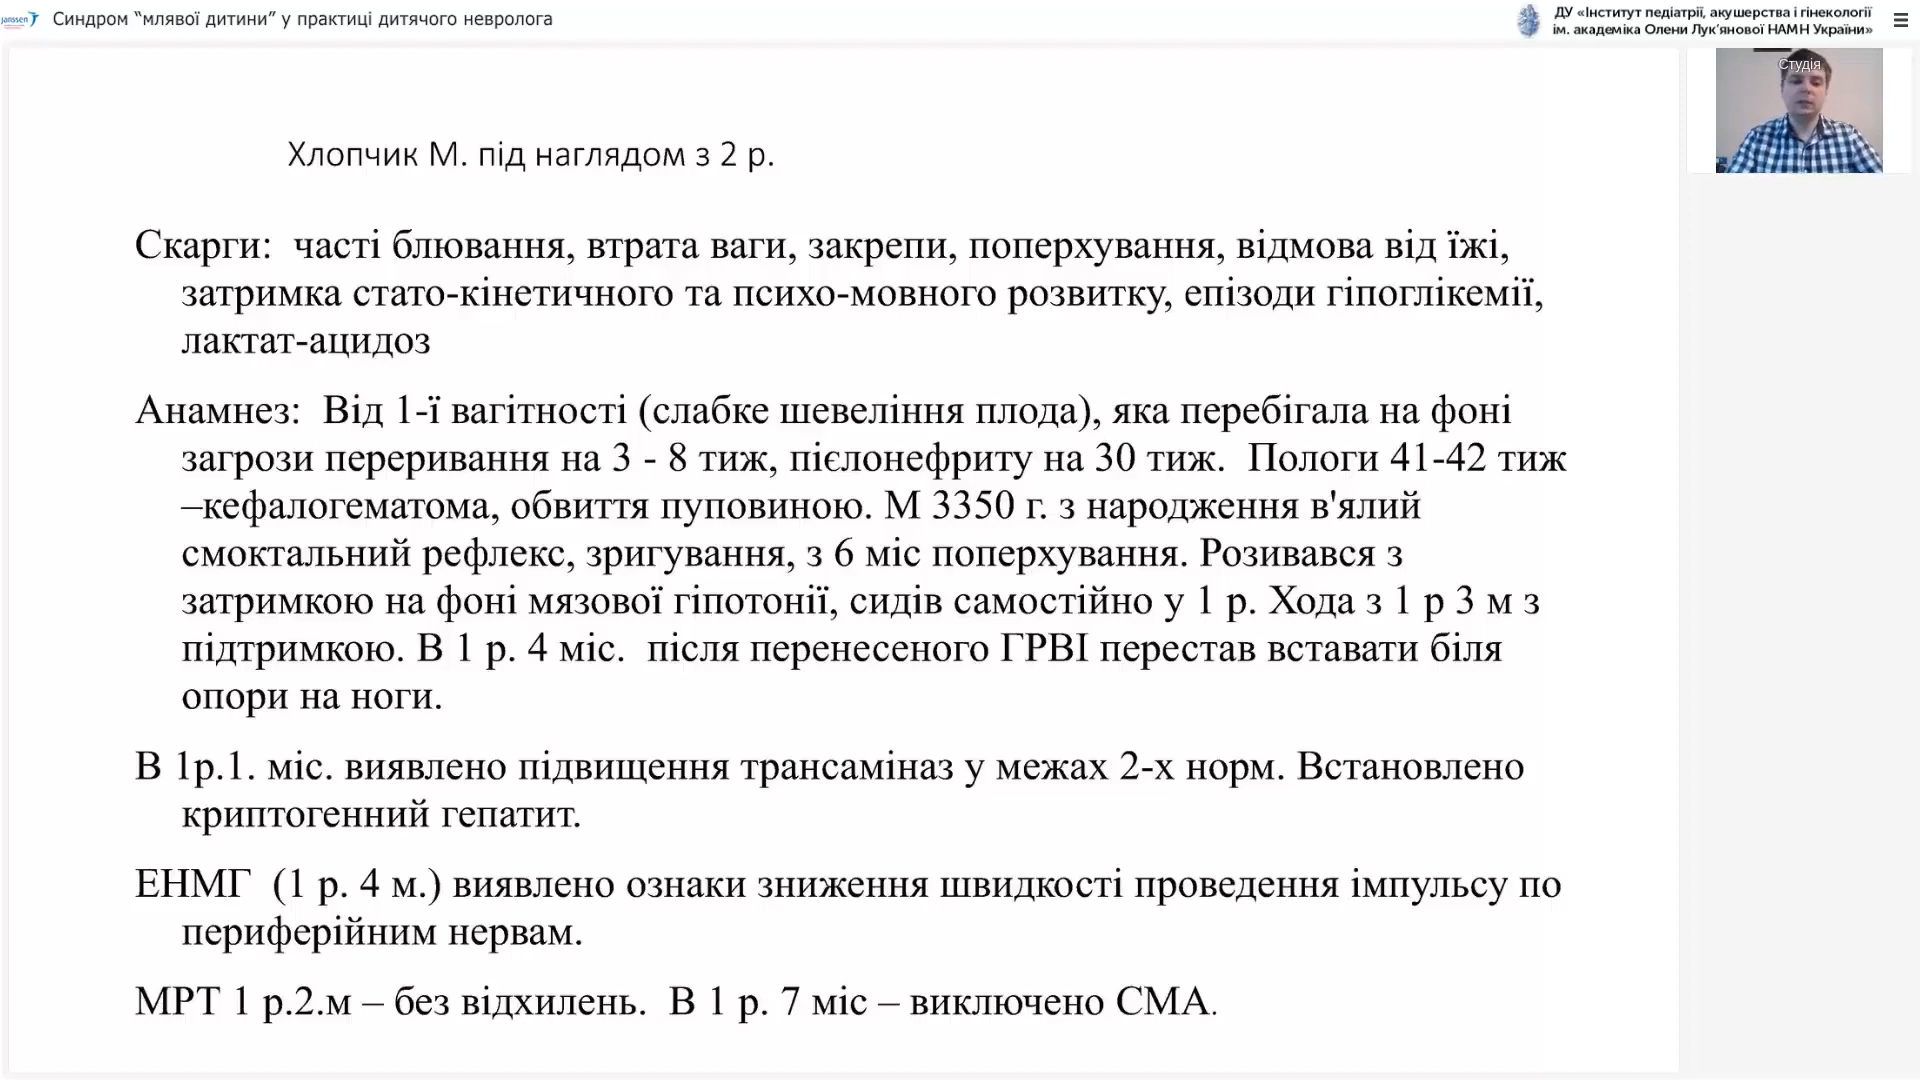 janssen
Синдром “млявої дитини” у практиці дитячого невролога
ДУ «Інститут педіатрії, акушерства і гінекології
ім. академіка Олени Лук’янової НАМН України»
Студія
Хлопчик М. під наглядом з 2 р.
Скарги: часті блювання, втрата ваги, закрепи, поперхування, відмова від їжі,
затримка стато-кінетичного та психо-мовного розвитку, епізоди гіпоглікемії,
лактат-ацидоз
Анамнез: Від 1-ї вагітності (слабке шевеління плода), яка перебігала на фоні
загрози переривання на 3 - 8 тиж, пієлонефриту на 30 тиж. Пологи 41-42 тиж
–кефалогематома, обвиття пуповиною. М 3350 г. з народження в'ялий
смоктальний рефлекс, зригування, з 6 міс поперхування. Розивався з
затримкою на фоні мязової гіпотонії, сидів самостійно у 1 р. Хода з 1 р 3 м з
підтримкою. В 1 р. 4 міс. після перенесеного ГРВІ перестав вставати біля
опори на ноги.
В 1р.1. міс. виявлено підвищення трансаміназ у межах 2-х норм. Встановлено
криптогенний гепатит.
ЕНМГ (1 р. 4 м.) виявлено ознаки зниження швидкості проведення імпульсу по
периферійним нервам.
МРТ 1 р.2.м – без відхилень. В 1 р. 7 міс – виключено СМА.